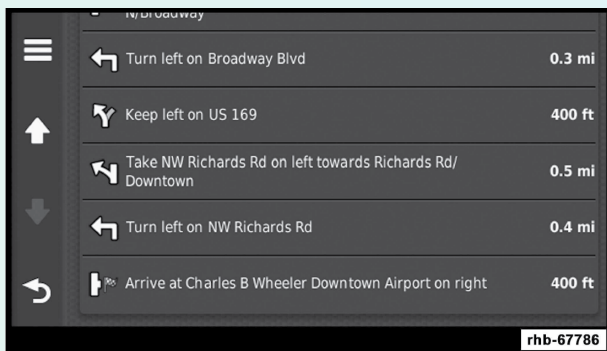 N/Broadway
Turn left on Broadway Blvd
0.3 mi
Keep left on US 169
400 ft
Take NW Richards Rd on left towards Richards Rd/
Downtown
0.5 mi
Turn left on NW Richards Rd
0.4 mi
Arrive at Charles B Wheeler Downtown Airport on right
400 ft
rhb-67786